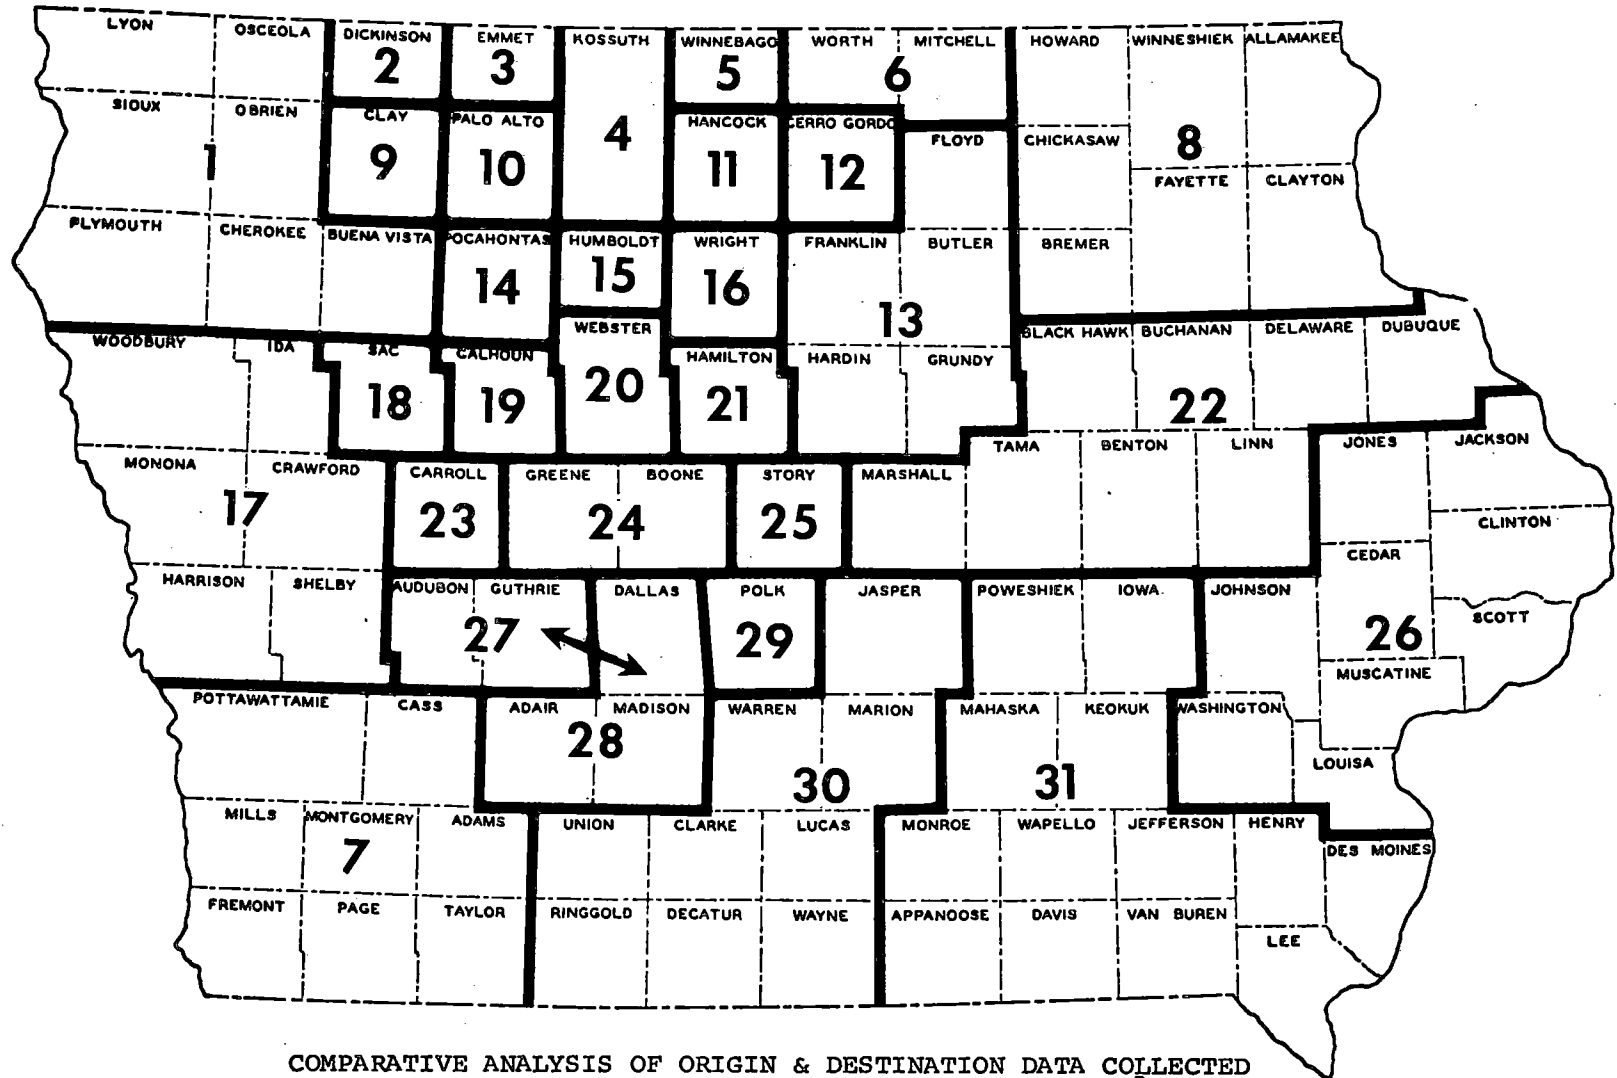 LYON OSCEOLA DICKINSON EMMET KOSSUTH WINNEBAGO WORTH MITCHELL HOWARD WINNESHIEK ALLAMAKEE
2 3 5 6
SIOUX OBRIEN CLAY PALO ALTO HANCOCK CERRO GORDO FLOYD CHICKASAW
1 9 10 4 11 12 8
FAYETTE CLAYTON
PLYMOUTH CHEROKEE BUENA VISTA POCAHONTAS HUMBOLDT WRIGHT FRANKLIN BUTLER BREMER
14 15 16 13
WOODBURY IDA SAC CALHOUN WEBSTER HAMILTON HARDIN GRUNDY BLACK HAWK BUCHANAN DELAWARE DUBUQUE
18 19 20 21 22
MONONA CRAWFORD CARROLL GREENE BOONE STORY MARSHALL TAMA BENTON LINN JONES JACKSON
17 23 24 25
CLINTON
CEDAR
HARRISON SHELBY AUDUBON GUTHRIE DALLAS POLK JASPER POWESHIEK IOWA. JOHNSON SCOTT
27 29 26
MUSCATINE
POTTAWATTAMIE CASS ADAIR MADISON WARREN MARION MAHASKA KEOKUK WASHINGTON
28 30 31
LOUISA
MILLS MONTGOMERY ADAMS UNION CLARKE LUCAS MONROE WAPELLO JEFFERSON HENRY
7
DES MOINES
FREMONT PAGE TAYLOR RINGGOLD DECATUR WAYNE APPANOOSE DAVIS VAN BUREN
LEE
COMPARATIVE ANALYSIS OF ORIGIN & DESTINATION DATA COLLECTED